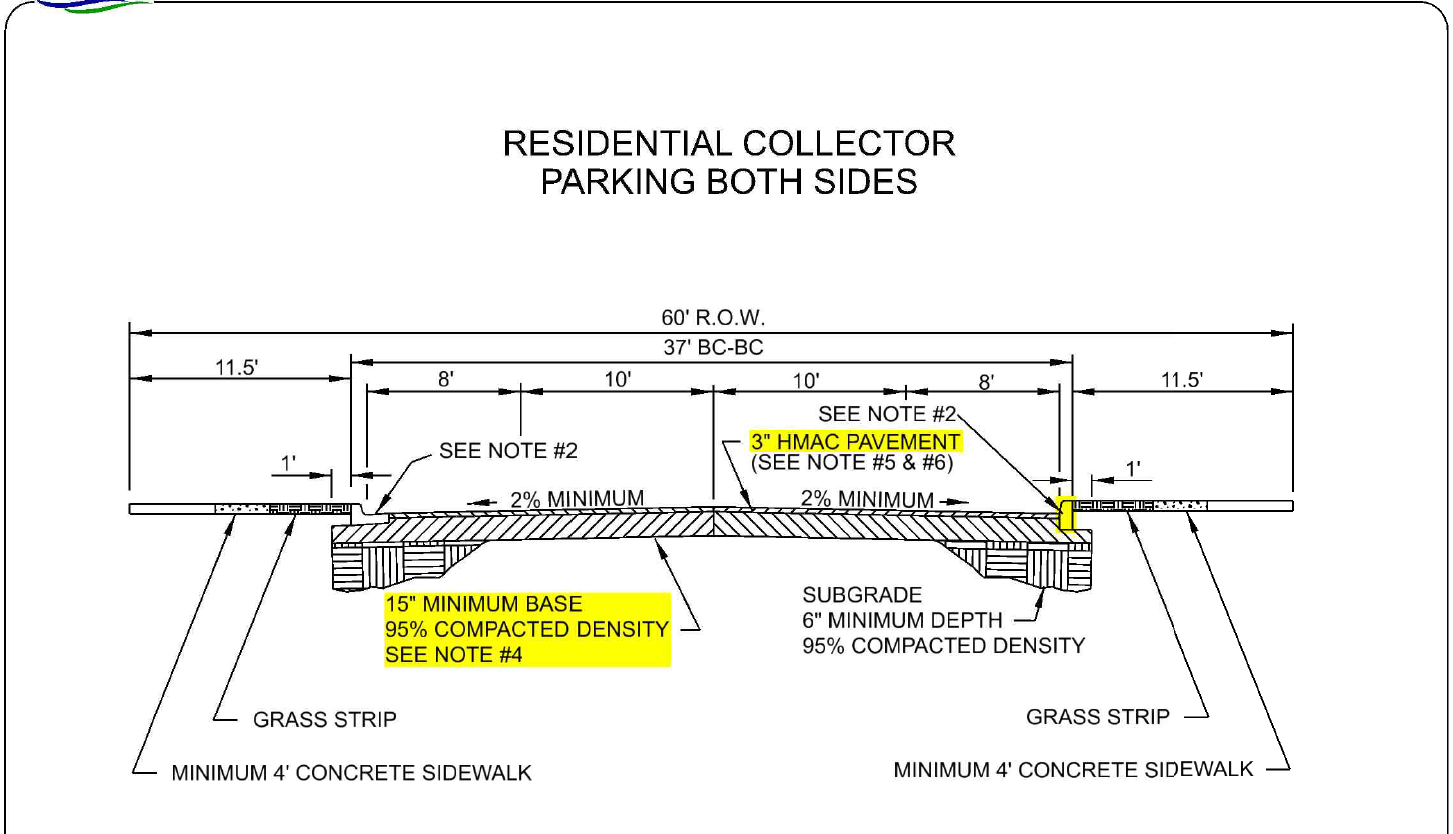 RESIDENTIAL COLLECTOR
PARKING BOTH SIDES
60' R.O.W.
37' BC-BC
11.5'
8'
10'
10'
8'
11.5'
SEE NOTE #2
3" HMAC PAVEMENT
(SEE NOTE #5 & #6)
SEE NOTE #2
1'
1'
2% MINIMUM
2% MINIMUM
15" MINIMUM BASE
95% COMPACTED DENSITY
SEE NOTE #4
SUBGRADE
6" MINIMUM DEPTH
95% COMPACTED DENSITY
GRASS STRIP
GRASS STRIP
MINIMUM 4' CONCRETE SIDEWALK
MINIMUM 4' CONCRETE SIDEWALK